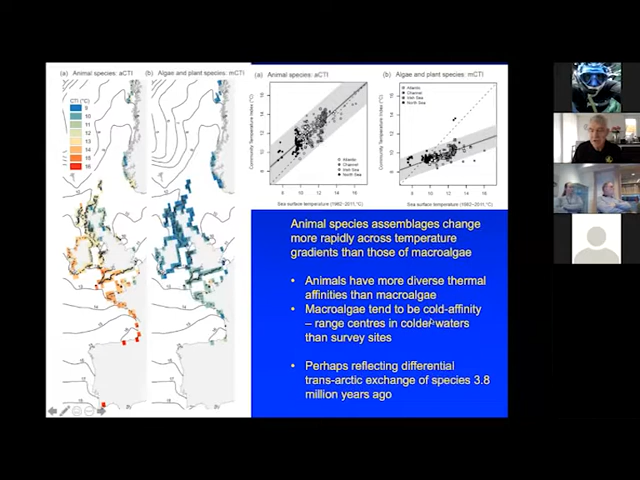 (a) Animal species: aCTI
(b) Algae and plant species: mCTI
(a) Animal species: aCTI
(b) Algae and plant species: mCTI
CTI (°C)
9
10
11
12
13
14
15
16
Community Temperature Index (°C)
Atlantic
Channel
Irish Sea
North Sea
Sea surface temperature (1982–2011, °C)
Community Temperature Index (°C)
Atlantic
Channel
Irish Sea
North Sea
Sea surface temperature (1982–2011, °C)
Animal species assemblages change
more rapidly across temperature
gradients than those of macroalgae
• Animals have more diverse thermal
affinities than macroalgae
• Macroalgae tend to be cold-affinity
– range centres in colder waters
than survey sites
• Perhaps reflecting differential
trans-arctic exchange of species 3.8
million years ago